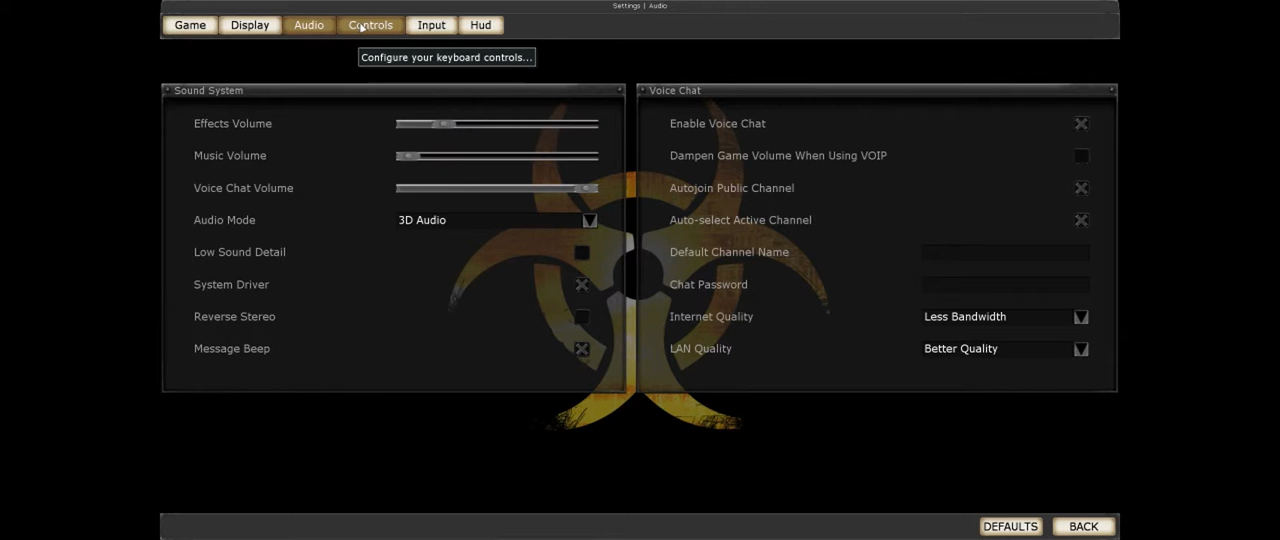 Settings | Audio
Game Display Audio Controls Input Hud
Configure your keyboard controls...
Sound System
Effects Volume
Music Volume
Voice Chat Volume
Audio Mode 3D Audio
Low Sound Detail
System Driver
Reverse Stereo
Message Beep
Voice Chat
Enable Voice Chat
Dampen Game Volume When Using VOIP
Autojoin Public Channel
Auto-select Active Channel
Default Channel Name
Chat Password
Internet Quality Less Bandwidth
LAN Quality Better Quality
DEFAULTS BACK